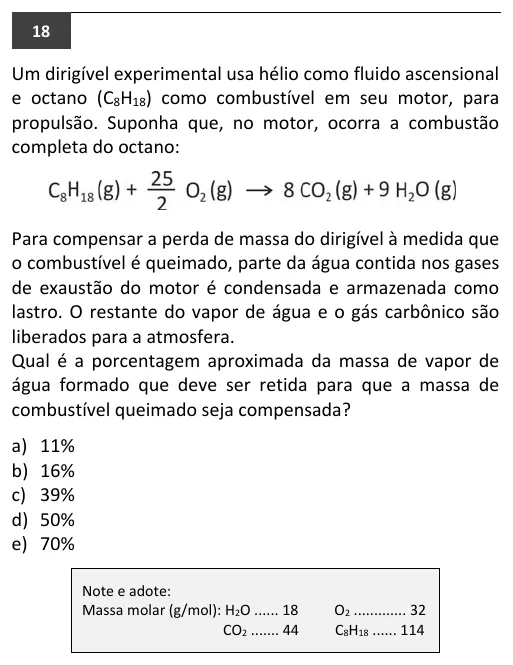 18
Um dirigível experimental usa hélio como fluido ascensional
e octano (C₈H₁₈) como combustível em seu motor, para
propulsão. Suponha que, no motor, ocorra a combustão
completa do octano:
C₈H₁₈ (g) + 25/2 O₂ (g) → 8 CO₂ (g) + 9 H₂O (g)
Para compensar a perda de massa do dirigível à medida que
o combustível é queimado, parte da água contida nos gases
de exaustão do motor é condensada e armazenada como
lastro. O restante do vapor de água e o gás carbônico são
liberados para a atmosfera.
Qual é a porcentagem aproximada da massa de vapor de
água formado que deve ser retida para que a massa de
combustível queimado seja compensada?
a) 11%
b) 16%
c) 39%
d) 50%
e) 70%
Note e adote:
Massa molar (g/mol): H₂O ...... 18 O₂ ............. 32
CO₂ ....... 44 C₈H₁₈ ...... 114